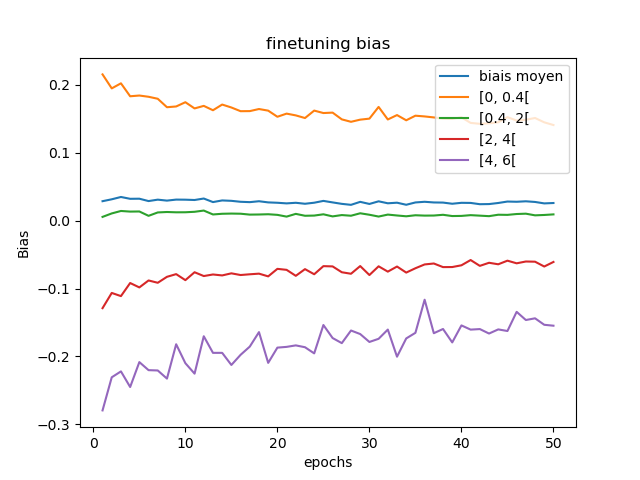 finetuning bias
biais moyen
[0, 0.4[
[0.4, 2[
[2, 4[
[4, 6[
Bias
0.2
0.1
0.0
−0.1
−0.2
−0.3
0 10 20 30 40 50
epochs